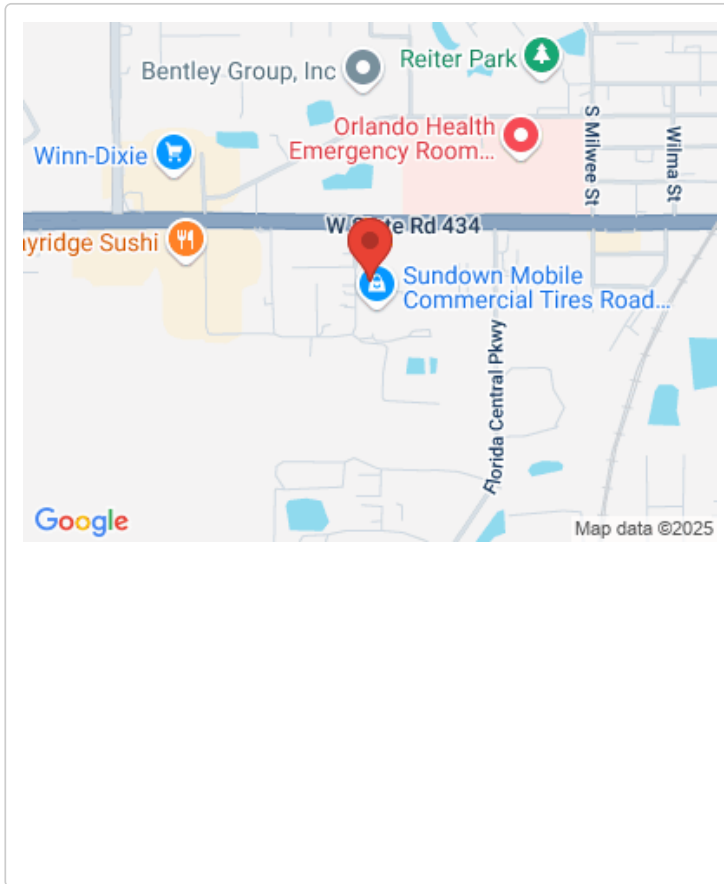 Bentley Group, Inc
Reiter Park
Orlando Health
Emergency Room...
Winn-Dixie
S Milwee St
Wilma St
W State Rd 434
yridge Sushi
Sundown Mobile
Commercial Tires Road...
Florida Central Pkwy
Google
Map data ©2025